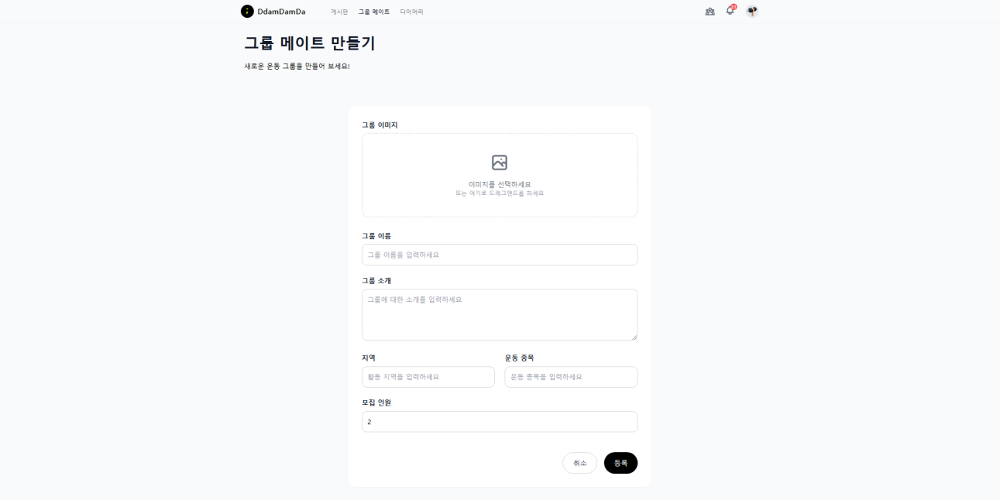 DdamDamDa
게시판 그룹 메이트 다이어리
그룹 메이트 만들기
새로운 운동 그룹을 만들어 보세요!
그룹 이미지
이미지를 선택하세요
또는 여기로 드래그앤드롭 하세요
그룹 이름
그룹 이름을 입력하세요
그룹 소개
그룹에 대한 소개를 입력하세요
지역 운동 종목
활동 지역을 입력하세요 운동 종목을 입력하세요
모집 인원
2
취소 등록